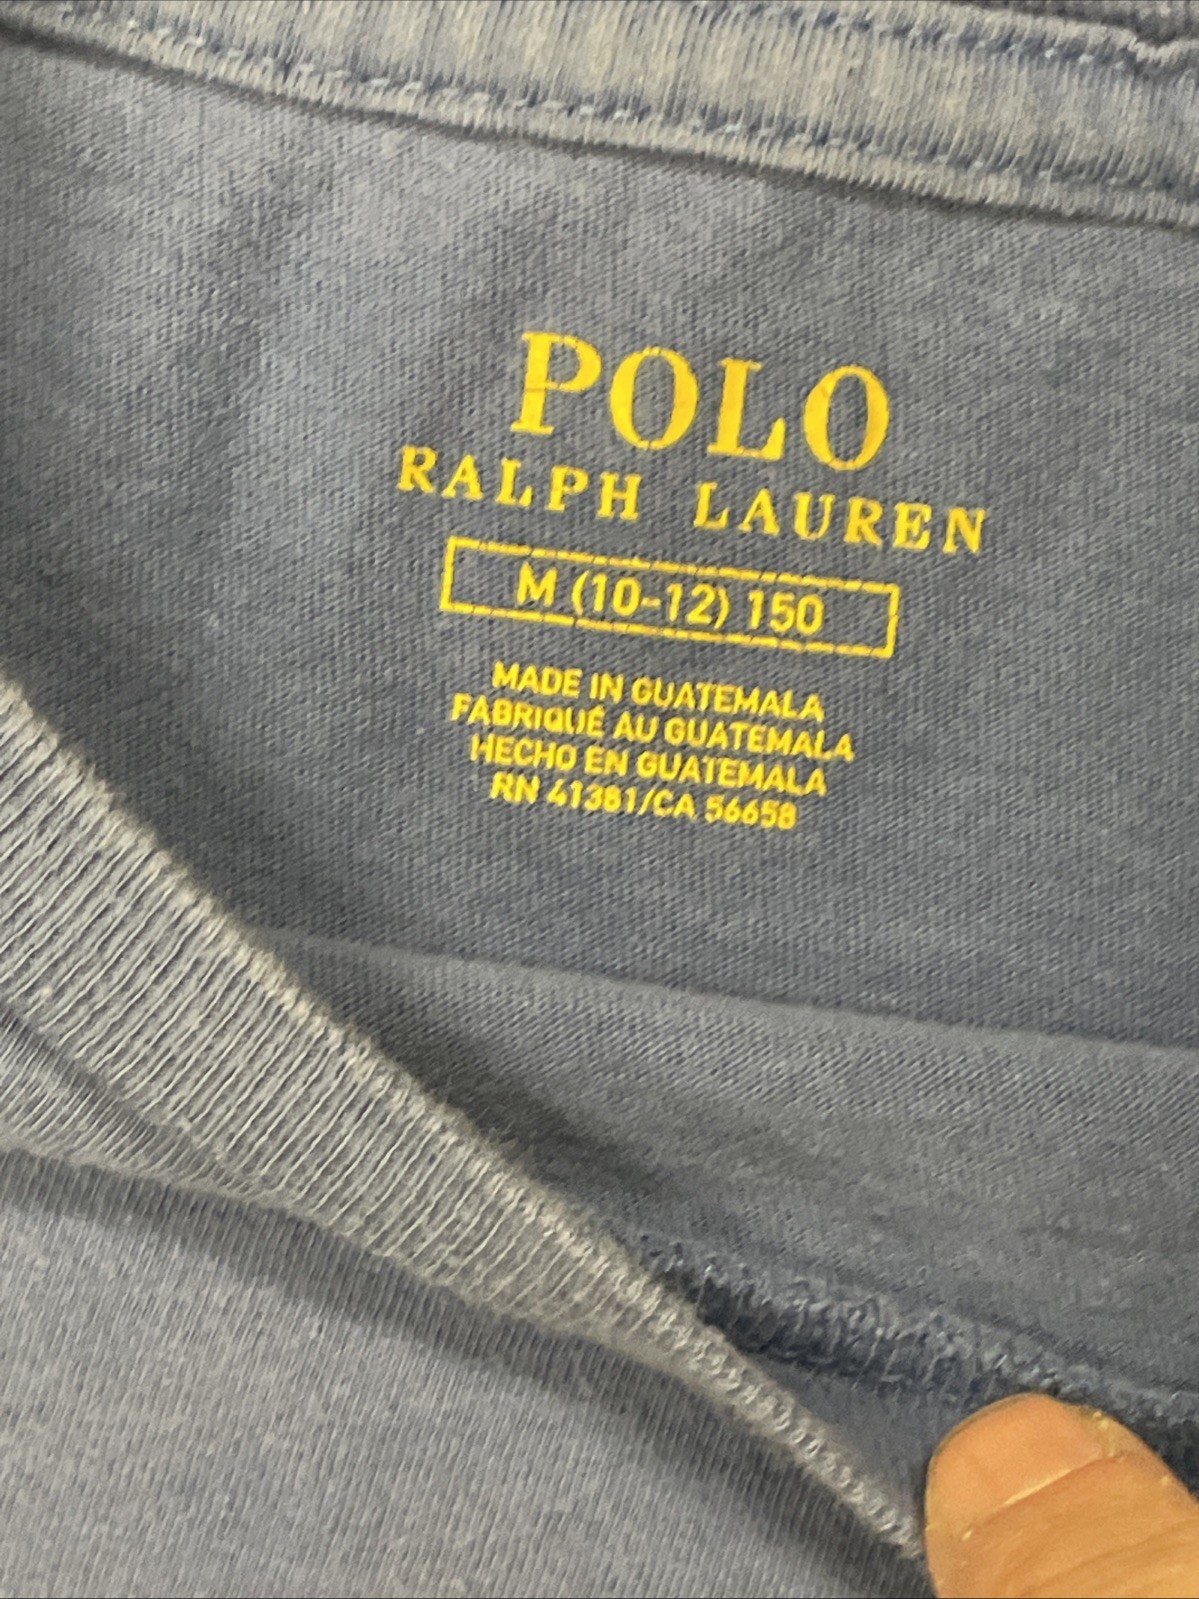 POLO
RALPH LAUREN
M (10-12) 150
MADE IN GUATEMALA
FABRIQUÉ AU GUATEMALA
HECHO EN GUATEMALA
RN 41381/CA 56658